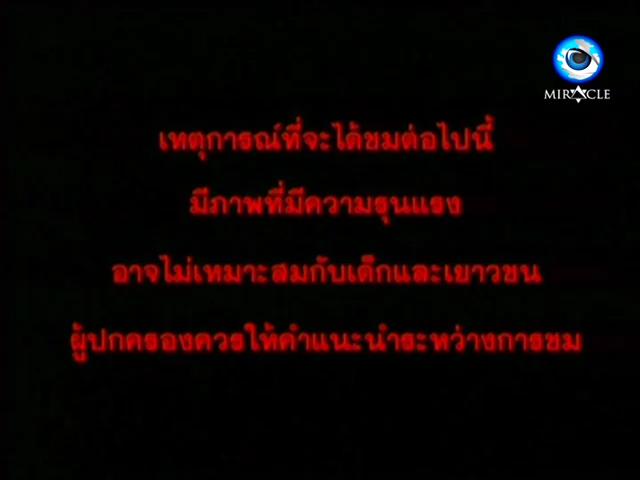 MIRACLE
เหตุการณ์ที่จะได้ชมต่อไปนี้
มีภาพที่มีความรุนแรง
อาจไม่เหมาะสมกับเด็กและเยาวชน
ผู้ปกครองควรให้คำแนะนำระหว่างการชม